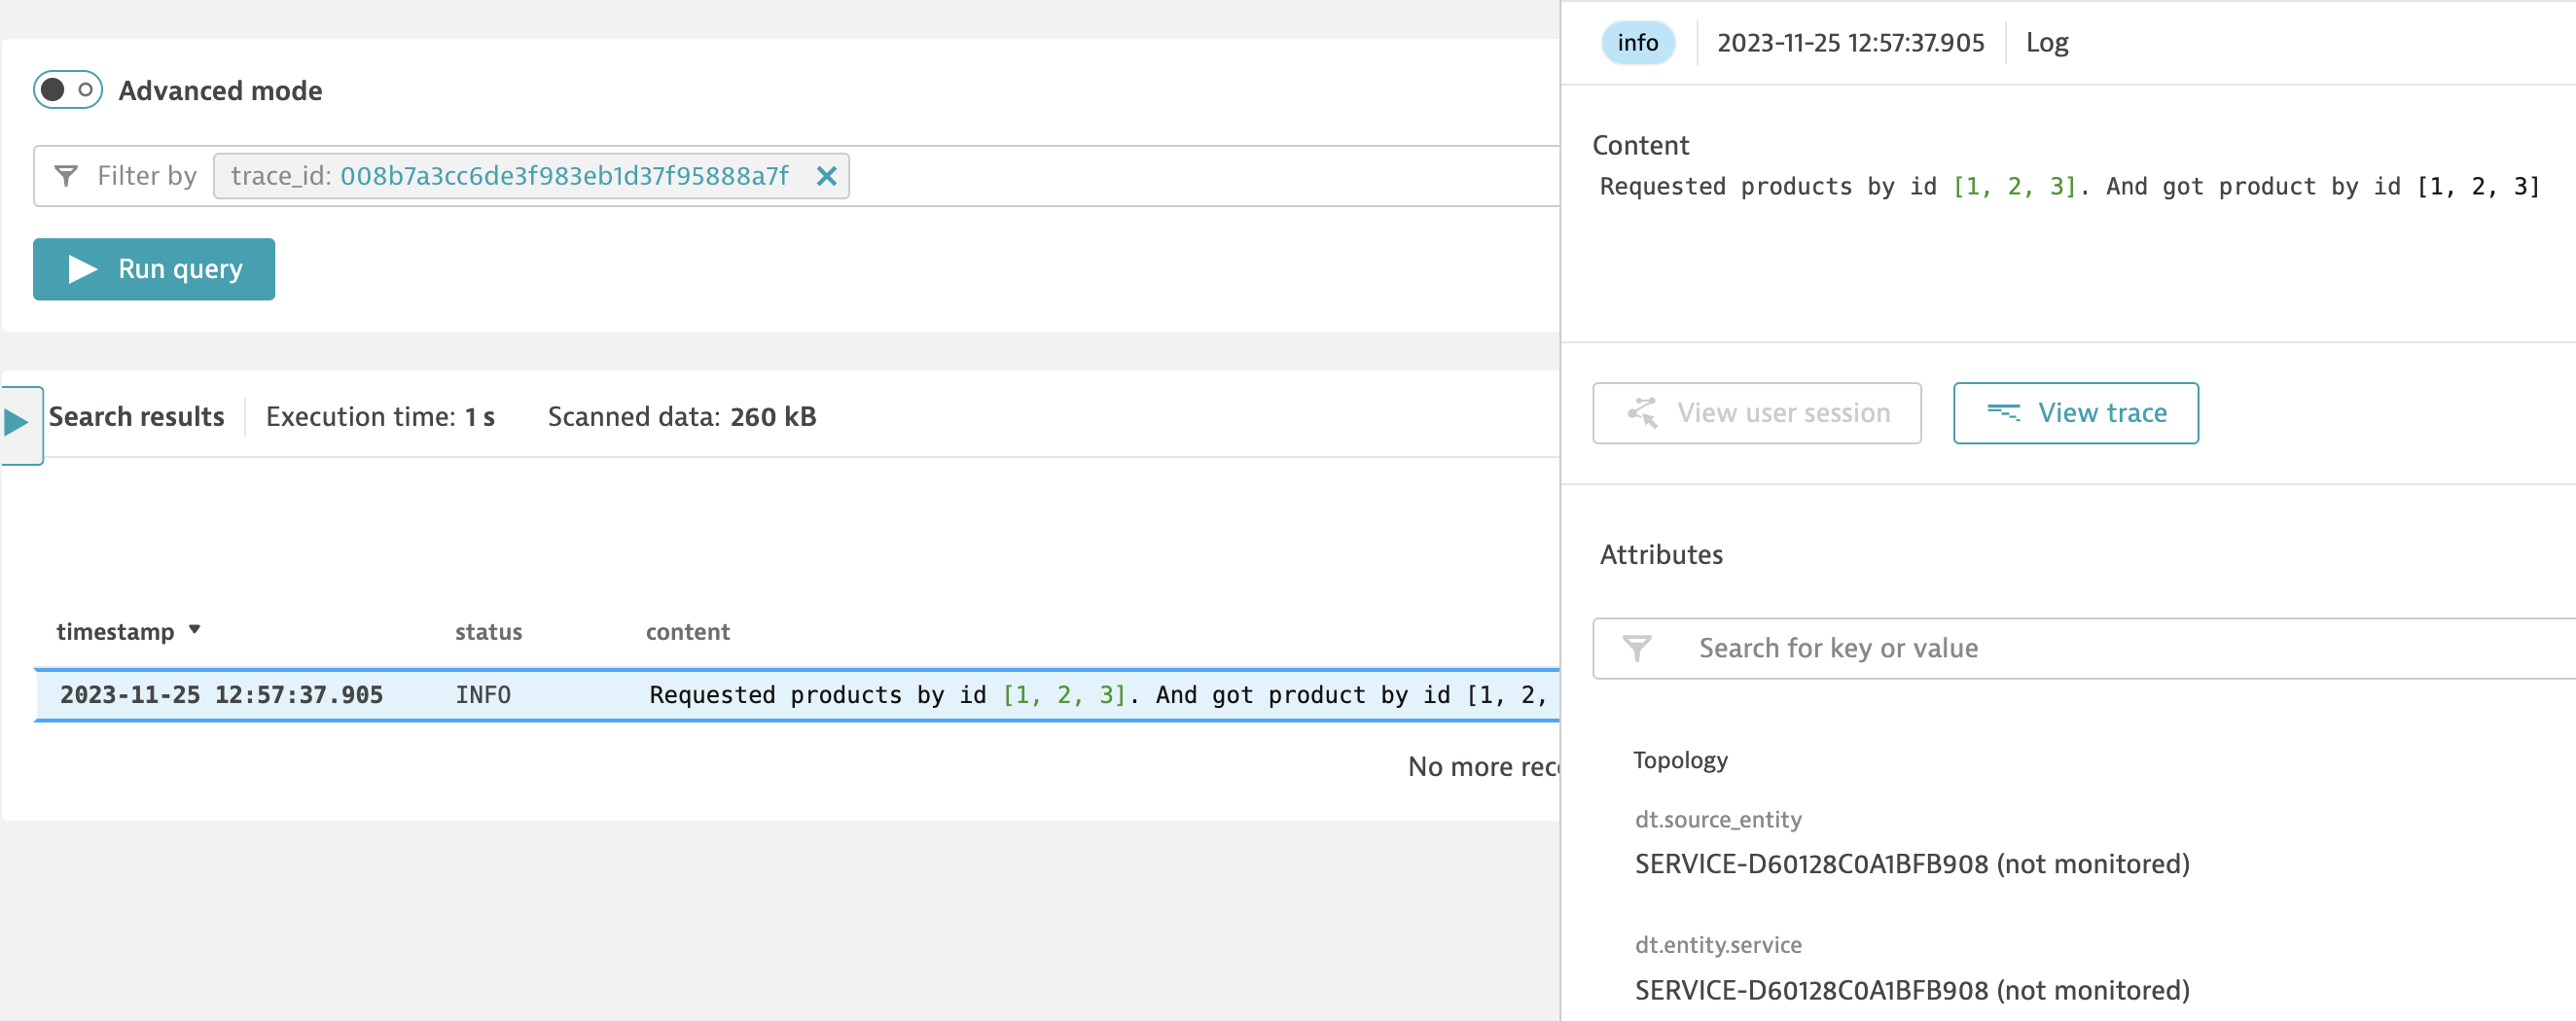 Advanced mode
Filter by trace_id: 008b7a3cc6de3f983eb1d37f95888a7f
Run query
Search results Execution time: 1 s Scanned data: 260 kB
timestamp status content
2023-11-25 12:57:37.905 INFO Requested products by id [1, 2, 3]. And got product by id [1, 2,
No more
info 2023-11-25 12:57:37.905 Log
Content
Requested products by id [1, 2, 3]. And got product by id [1, 2, 3]
View user session View trace
Attributes
Search for key or value
Topology
dt.source_entity
SERVICE-D60128C0A1BFB908 (not monitored)
dt.entity.service
SERVICE-D60128C0A1BFB908 (not monitored)